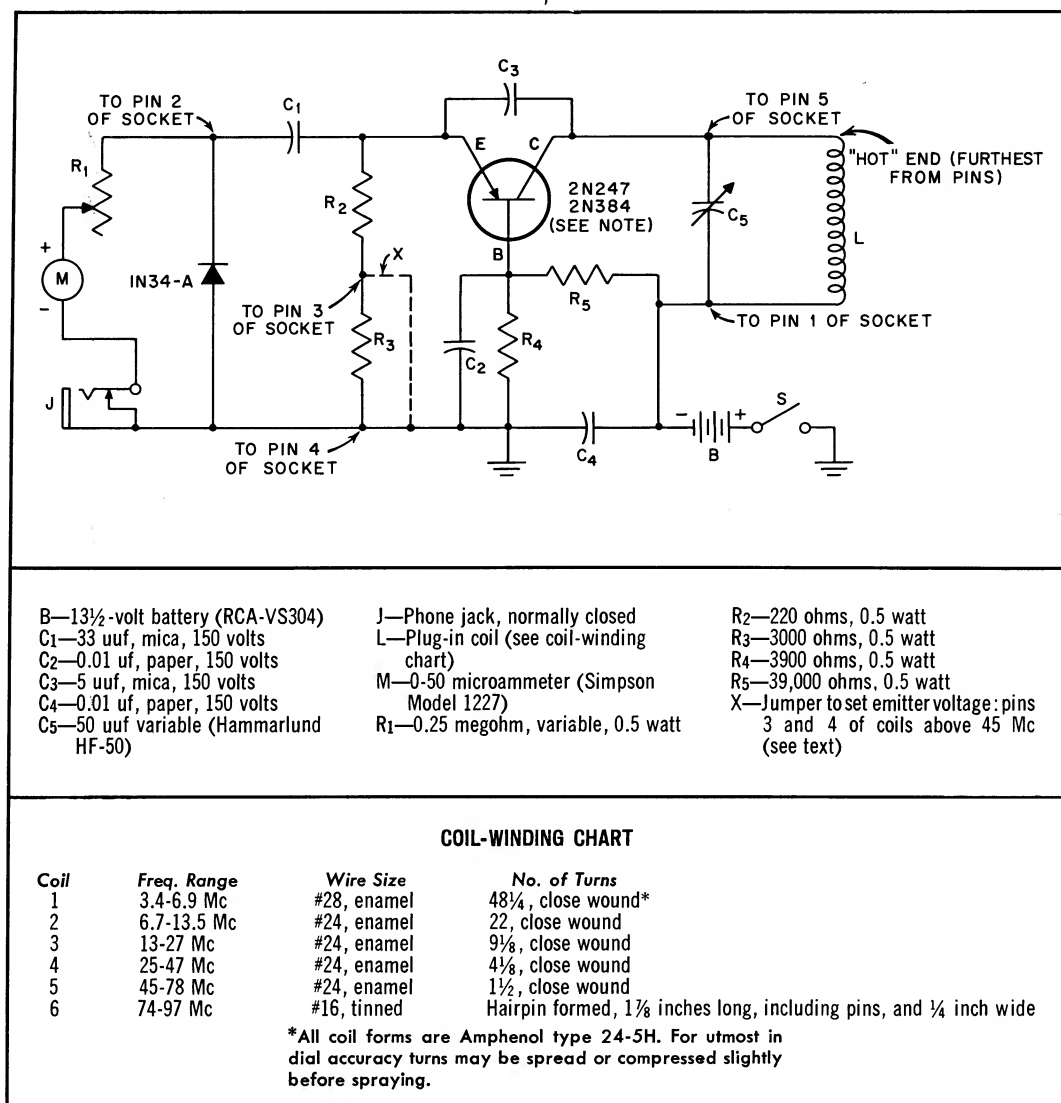 TO PIN 2
OF SOCKET
C1
C3
TO PIN 5
OF SOCKET
"HOT" END (FURTHEST
FROM PINS)
R1
E
C
R2
2N247
2N384
(SEE NOTE)
C5
L
+
M
-
IN34-A
X
B
R5
TO PIN 3
OF SOCKET
R3
C2
R4
TO PIN 1 OF SOCKET
J
TO PIN 4
OF SOCKET
C4
- +
B
S
B—13½-volt battery (RCA-VS304)
C1—33 uuf, mica, 150 volts
C2—0.01 uf, paper, 150 volts
C3—5 uuf, mica, 150 volts
C4—0.01 uf, paper, 150 volts
C5—50 uuf variable (Hammarlund
HF-50)
J—Phone jack, normally closed
L—Plug-in coil (see coil-winding
chart)
M—0-50 microammeter (Simpson
Model 1227)
R1—0.25 megohm, variable, 0.5 watt
R2—220 ohms, 0.5 watt
R3—3000 ohms, 0.5 watt
R4—3900 ohms, 0.5 watt
R5—39,000 ohms, 0.5 watt
X—Jumper to set emitter voltage: pins
3 and 4 of coils above 45 Mc
(see text)
COIL-WINDING CHART
Coil Freq. Range Wire Size No. of Turns
1 3.4-6.9 Mc #28, enamel 48¼, close wound*
2 6.7-13.5 Mc #24, enamel 22, close wound
3 13-27 Mc #24, enamel 9⅛, close wound
4 25-47 Mc #24, enamel 4⅛, close wound
5 45-78 Mc #24, enamel 1½, close wound
6 74-97 Mc #16, tinned Hairpin formed, 1⅞ inches long, including pins, and ¼ inch wide
*All coil forms are Amphenol type 24-5H. For utmost in
dial accuracy turns may be spread or compressed slightly
before spraying.